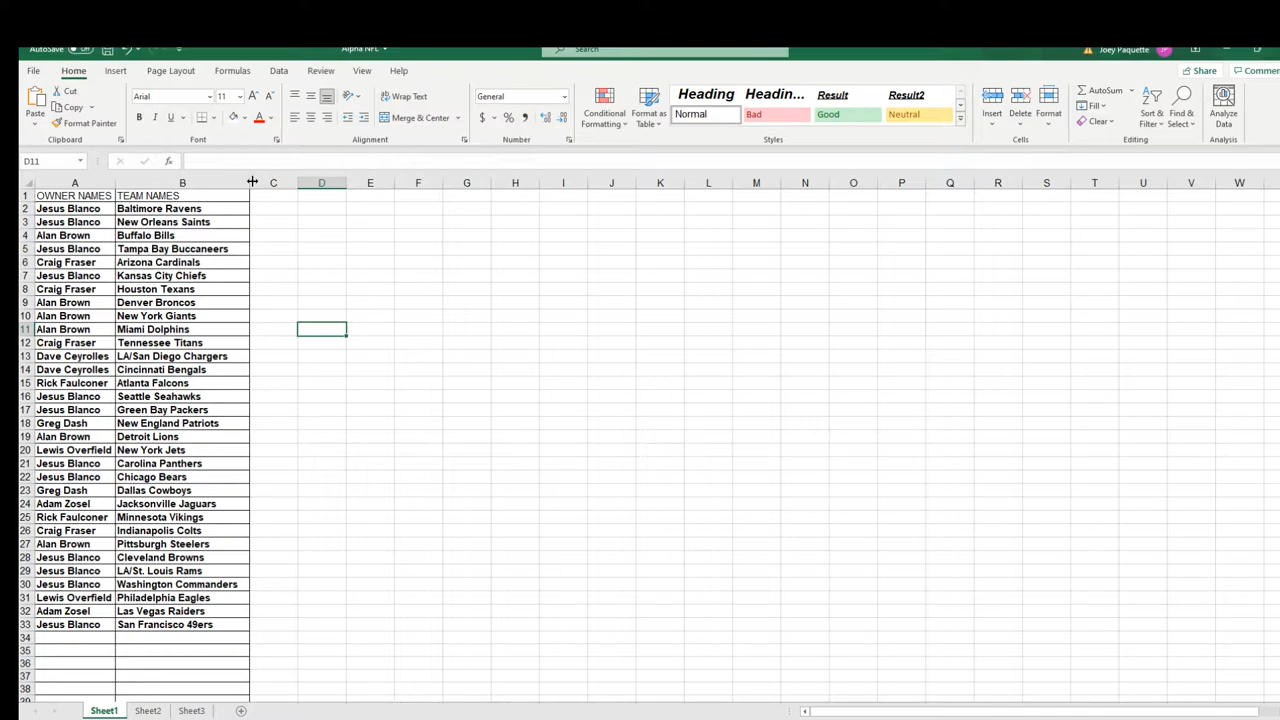 AutoSave Off Alpha NFL Search Joey Paquette JP
File Home Insert Page Layout Formulas Data Review View Help Share Comme
Paste Cut Copy Format Painter Clipboard
Arial 11 A A B I U A Font
Wrap Text Merge & Center Alignment
General $ % Number
Conditional Formatting Format as Table
Heading Headin... Result Result2
Normal Bad Good Neutral
Styles
Insert Delete Format Cells
AutoSum Fill Clear Sort & Filter Find & Select Editing
Analyze Data Analysis
D11 fx
A B C D E F G H I J K L M N O P Q R S T U V W
1 OWNER NAMES TEAM NAMES
2 Jesus Blanco Baltimore Ravens
3 Jesus Blanco New Orleans Saints
4 Alan Brown Buffalo Bills
5 Jesus Blanco Tampa Bay Buccaneers
6 Craig Fraser Arizona Cardinals
7 Jesus Blanco Kansas City Chiefs
8 Craig Fraser Houston Texans
9 Alan Brown Denver Broncos
10 Alan Brown New York Giants
11 Alan Brown Miami Dolphins
12 Craig Fraser Tennessee Titans
13 Dave Ceyrolles LA/San Diego Chargers
14 Dave Ceyrolles Cincinnati Bengals
15 Rick Faulconer Atlanta Falcons
16 Jesus Blanco Seattle Seahawks
17 Jesus Blanco Green Bay Packers
18 Greg Dash New England Patriots
19 Alan Brown Detroit Lions
20 Lewis Overfield New York Jets
21 Jesus Blanco Carolina Panthers
22 Jesus Blanco Chicago Bears
23 Greg Dash Dallas Cowboys
24 Adam Zosel Jacksonville Jaguars
25 Rick Faulconer Minnesota Vikings
26 Craig Fraser Indianapolis Colts
27 Alan Brown Pittsburgh Steelers
28 Jesus Blanco Cleveland Browns
29 Jesus Blanco LA/St. Louis Rams
30 Jesus Blanco Washington Commanders
31 Lewis Overfield Philadelphia Eagles
32 Adam Zosel Las Vegas Raiders
33 Jesus Blanco San Francisco 49ers
34
35
36
37
38
39
Sheet1 Sheet2 Sheet3